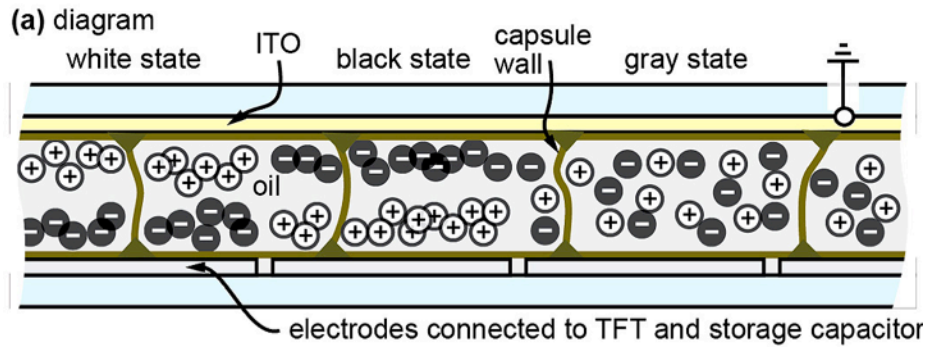 (a) diagram
white state
ITO
black state
capsule
wall
gray state
oil
electrodes connected to TFT and storage capacitor